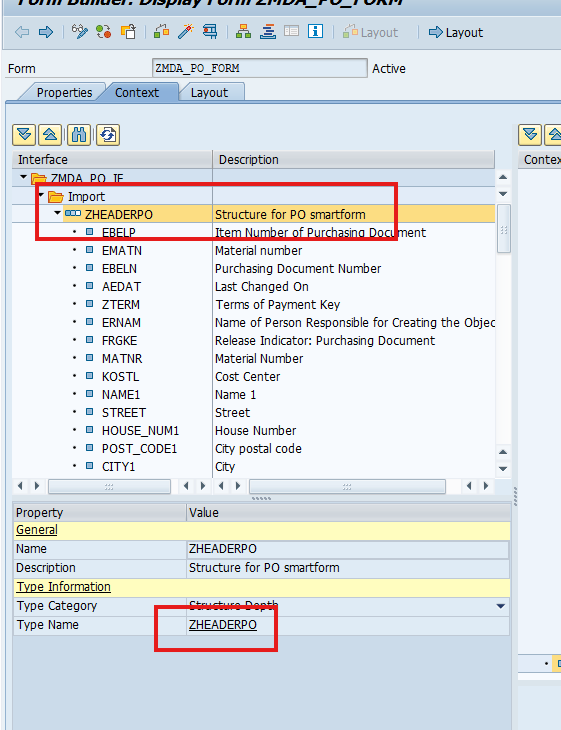 Form Builder: Display Form ZMDA_PO_FORM
Layout Layout
Form ZMDA_PO_FORM Active
Properties Context Layout
Interface Description Context
ZMDA_PO_IF
Import
ZHEADERPO Structure for PO smartform
EBELP Item Number of Purchasing Document
EMATN Material number
EBELN Purchasing Document Number
AEDAT Last Changed On
ZTERM Terms of Payment Key
ERNAM Name of Person Responsible for Creating the Objec
FRGKE Release Indicator: Purchasing Document
MATNR Material Number
KOSTL Cost Center
NAME1 Name 1
STREET Street
HOUSE_NUM1 House Number
POST_CODE1 City postal code
CITY1 City
Property Value
General
Name ZHEADERPO
Description Structure for PO smartform
Type Information
Type Category Structure Depth
Type Name ZHEADERPO